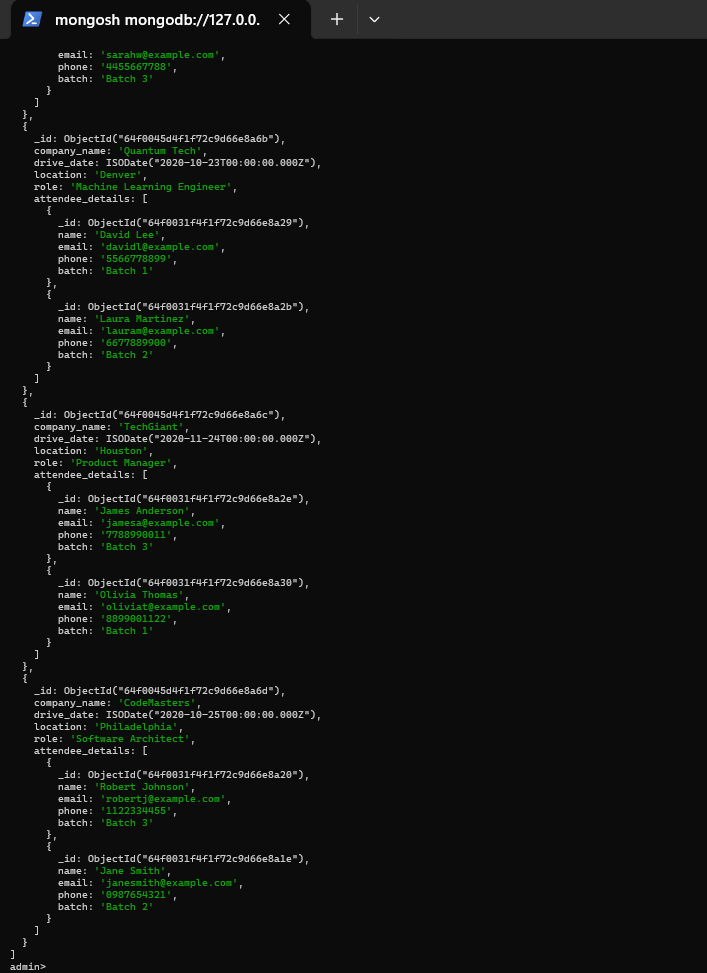 mongosh mongodb://127.0.0.
email: 'sarahw@example.com',
phone: '4455667788',
batch: 'Batch 3'
}
]
},
{
_id: ObjectId("64f0045d4f1f72c9d66e8a6b"),
company_name: 'Quantum Tech',
drive_date: ISODate("2020-10-23T00:00:00.000Z"),
location: 'Denver',
role: 'Machine Learning Engineer',
attendee_details: [
{
_id: ObjectId("64f0031f4f1f72c9d66e8a29"),
name: 'David Lee',
email: 'davidl@example.com',
phone: '5566778899',
batch: 'Batch 1'
},
{
_id: ObjectId("64f0031f4f1f72c9d66e8a2b"),
name: 'Laura Martinez',
email: 'lauram@example.com',
phone: '6677889900',
batch: 'Batch 2'
}
]
},
{
_id: ObjectId("64f0045d4f1f72c9d66e8a6c"),
company_name: 'TechGiant',
drive_date: ISODate("2020-11-24T00:00:00.000Z"),
location: 'Houston',
role: 'Product Manager',
attendee_details: [
{
_id: ObjectId("64f0031f4f1f72c9d66e8a2e"),
name: 'James Anderson',
email: 'jamesa@example.com',
phone: '7788990011',
batch: 'Batch 3'
},
{
_id: ObjectId("64f0031f4f1f72c9d66e8a30"),
name: 'Olivia Thomas',
email: 'oliviat@example.com',
phone: '8899001122',
batch: 'Batch 1'
}
]
},
{
_id: ObjectId("64f0045d4f1f72c9d66e8a6d"),
company_name: 'CodeMasters',
drive_date: ISODate("2020-10-25T00:00:00.000Z"),
location: 'Philadelphia',
role: 'Software Architect',
attendee_details: [
{
_id: ObjectId("64f0031f4f1f72c9d66e8a20"),
name: 'Robert Johnson',
email: 'robertj@example.com',
phone: '1122334455',
batch: 'Batch 3'
},
{
_id: ObjectId("64f0031f4f1f72c9d66e8a1e"),
name: 'Jane Smith',
email: 'janesmith@example.com',
phone: '0987654321',
batch: 'Batch 2'
}
]
}
]
admin>